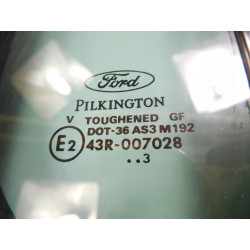 Ford
PILKINGTON
V TOUGHENED GF
DOT-36 AS3 M192
E2 43R-007028
..3